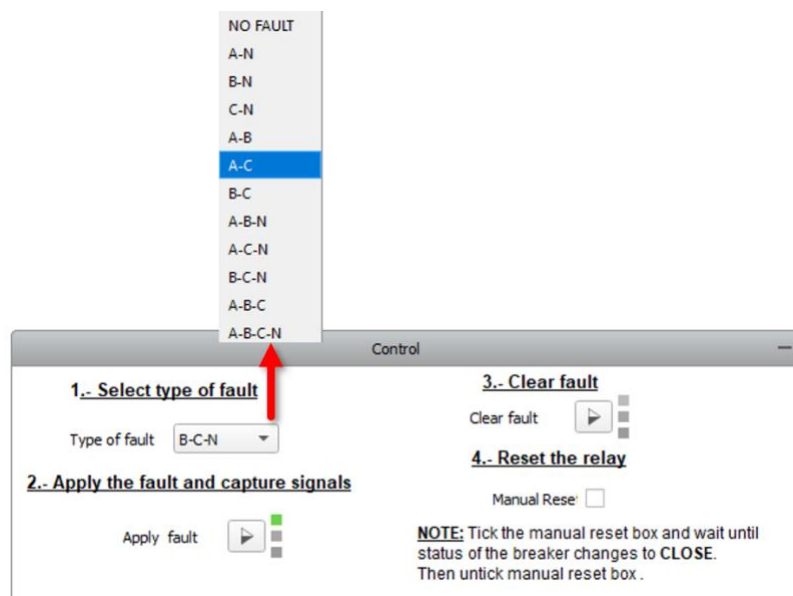 NO FAULT
A-N
B-N
C-N
A-B
A-C
B-C
A-B-N
A-C-N
B-C-N
A-B-C
A-B-C-N
Control
1.- Select type of fault
Type of fault B-C-N
2.- Apply the fault and capture signals
Apply fault
3.- Clear fault
Clear fault
4.- Reset the relay
Manual Rese
NOTE: Tick the manual reset box and wait until
status of the breaker changes to CLOSE.
Then untick manual reset box .